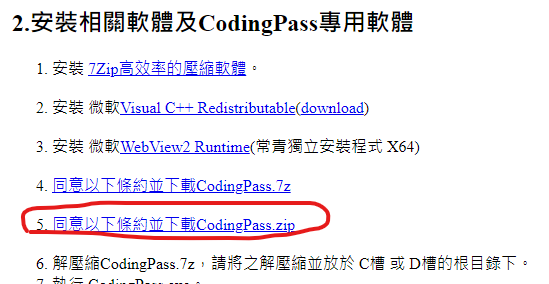 2.安裝相關軟體及CodingPass專用軟體
1. 安裝 7Zip高效率的壓縮軟體。
2. 安裝 微軟Visual C++ Redistributable(download)
3. 安裝 微軟WebView2 Runtime(常青獨立安裝程式 X64)
4. 同意以下條約並下載CodingPass.7z
5. 同意以下條約並下載CodingPass.zip
6. 解壓縮CodingPass.7z，請將之解壓縮並放於 C槽 或 D槽的根目錄下。
7. 執行 CodingPass.exe。